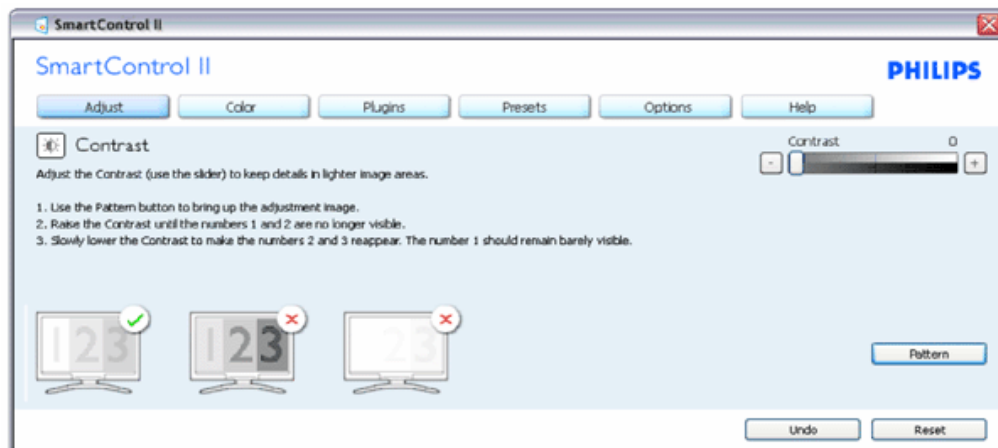 SmartControl II
SmartControl II
PHILIPS
Adjust Color Plugins Presets Options Help
Contrast
Contrast 0
- +
Adjust the Contrast (use the slider) to keep details in lighter image areas.
1. Use the Pattern button to bring up the adjustment image.
2. Raise the Contrast until the numbers 1 and 2 are no longer visible.
3. Slowly lower the Contrast to make the numbers 2 and 3 reappear. The number 1 should remain barely visible.
123 123 23
Pattern
Undo Reset